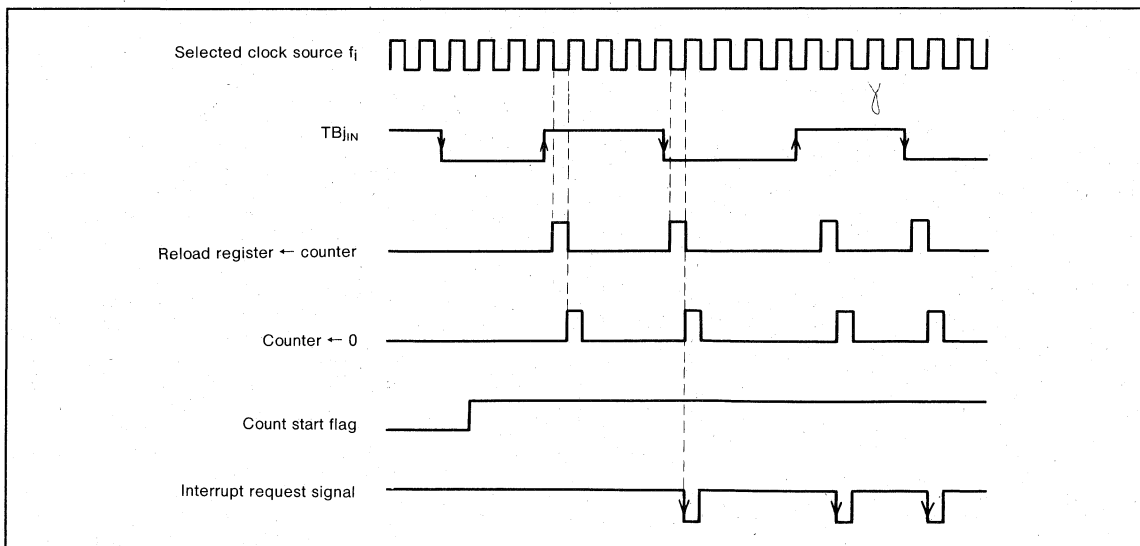 Selected clock source fi
TBjIN
Reload register ← counter
Counter ← 0
Count start flag
Interrupt request signal